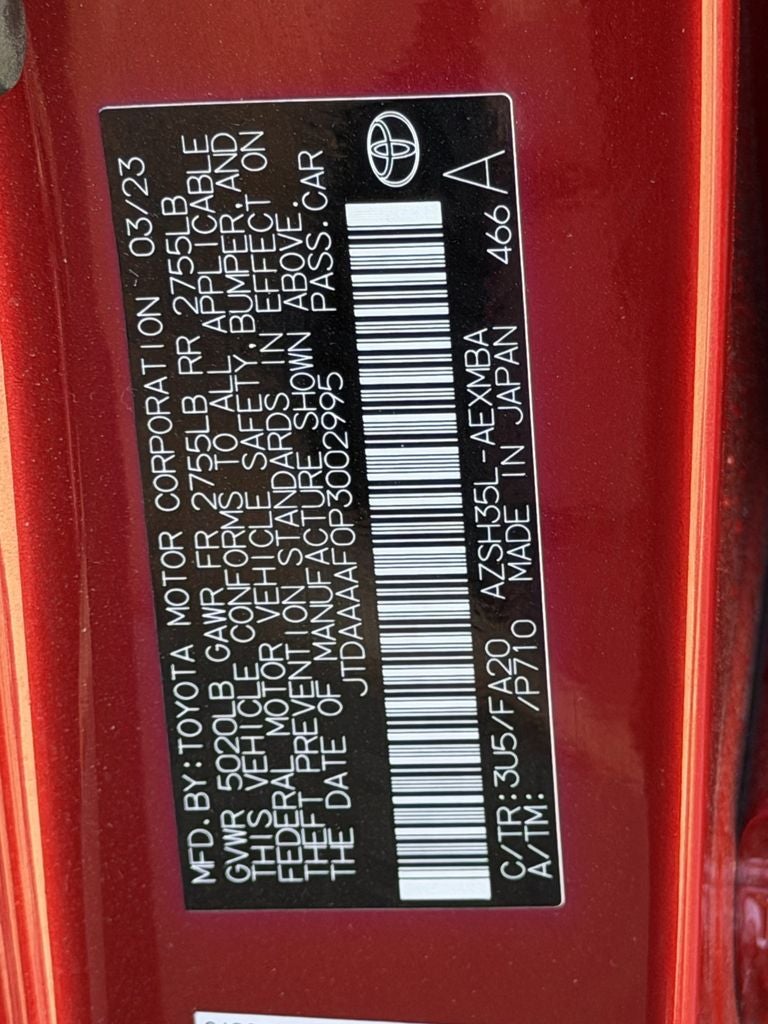 MFD.BY:TOYOTA MOTOR CORPORATION 03/23
GVWR 5020LB GAWR FR 2755LB RR 2755LB
THIS VEHICLE CONFORMS TO ALL APPLICABLE
FEDERAL MOTOR VEHICLE SAFETY,BUMPER,AND
THEFT PREVENTION STANDARDS IN EFFECT ON
THE DATE OF MANUFACTURE SHOWN ABOVE.
JTDAAAAF0P3002995 PASS.CAR
C/TR:3U5/FA20 AZSH35L-AEXMBA 466 A
A/TM: /P710 MADE IN JAPAN